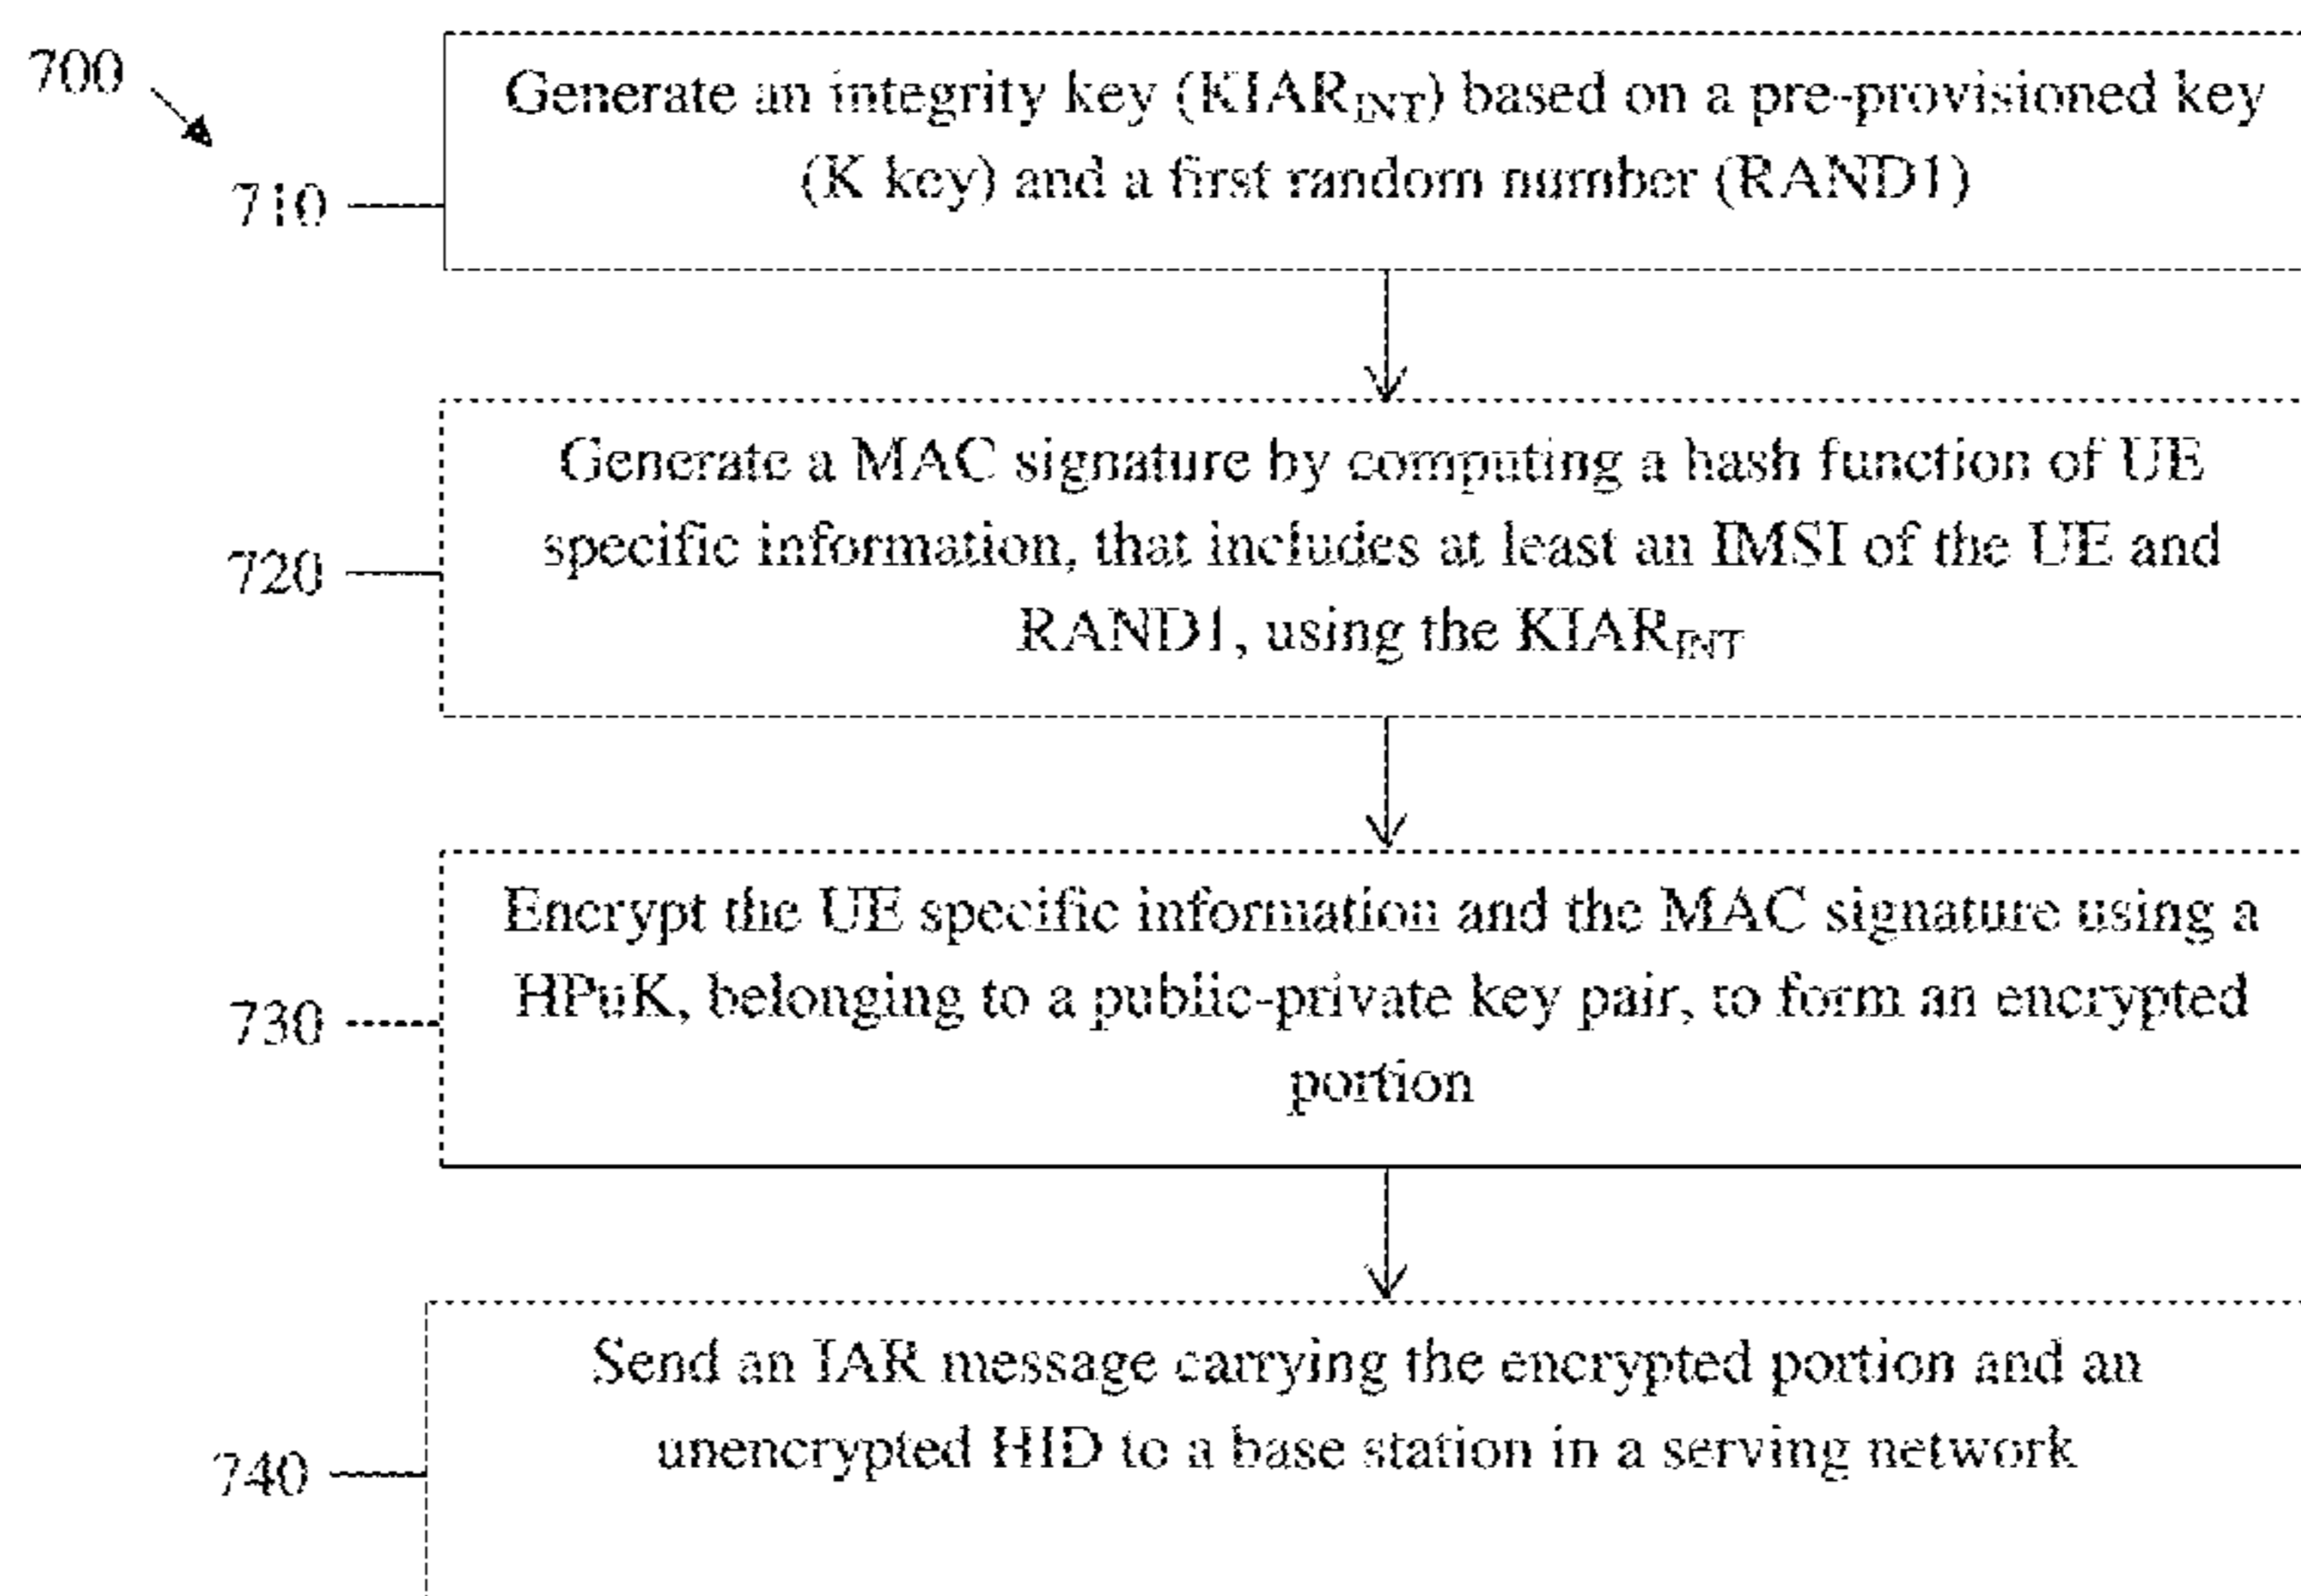 700
710
Generate an integrity key (KIAR_INT) based on a pre-provisioned key
(K key) and a first random number (RAND1)
720
Generate a MAC signature by computing a hash function of UE
specific information, that includes at least an IMSI of the UE and
RAND1, using the KIAR_INT
730
Encrypt the UE specific information and the MAC signature using a
HPuK, belonging to a public-private key pair, to form an encrypted
portion
740
Send an IAR message carrying the encrypted portion and an
unencrypted HID to a base station in a serving network